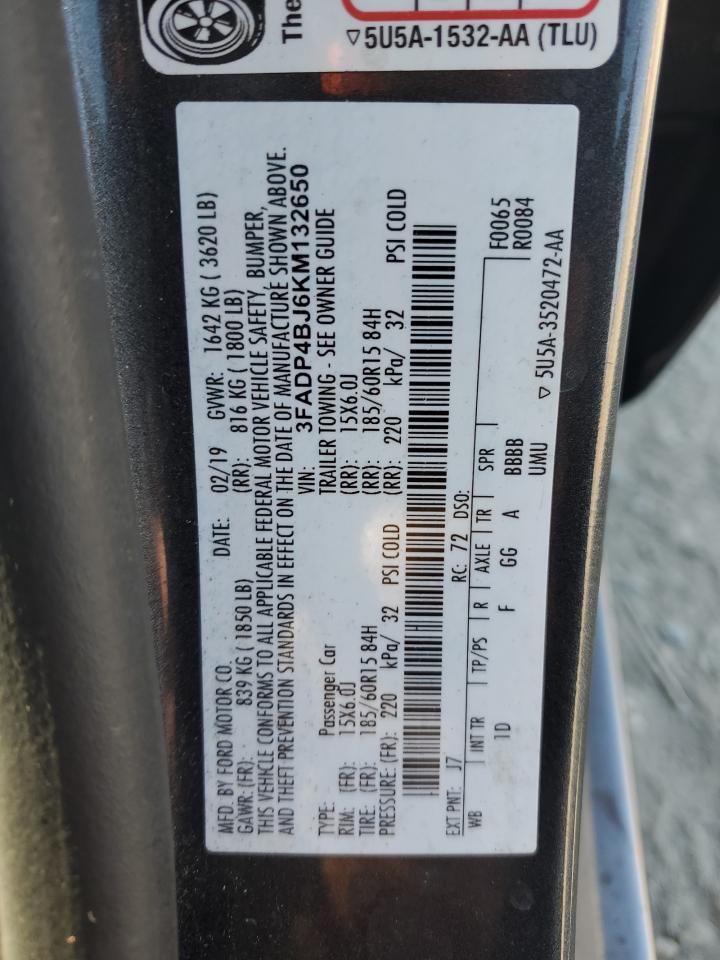 The
▽5U5A-1532-AA (TLU)
MFD. BY FORD MOTOR CO. DATE: 02/19 GVWR: 1642 KG ( 3620 LB)
GAWR: (FR): 839 KG ( 1850 LB) (RR): 816 KG ( 1800 LB)
THIS VEHICLE CONFORMS TO ALL APPLICABLE FEDERAL MOTOR VEHICLE SAFETY, BUMPER,
AND THEFT PREVENTION STANDARDS IN EFFECT ON THE DATE OF MANUFACTURE SHOWN ABOVE.
VIN: 3FADP4BJ6KM132650
TYPE: Passenger Car TRAILER TOWING - SEE OWNER GUIDE
RIM: (FR): 15X6.0J (RR): 15X6.0J
TIRE: (FR): 185/60R15 84H (RR): 185/60R15 84H
PRESSURE: (FR): 220 kPa/ 32 PSI COLD (RR): 220 kPa/ 32 PSI COLD
EXT PNT: J7 RC: 72 DSO:
WB INT TR TP/PS R AXLE TR SPR F0065
1D F GG A BBBB R0084
UMU ▽ 5U5A-3520472-AA